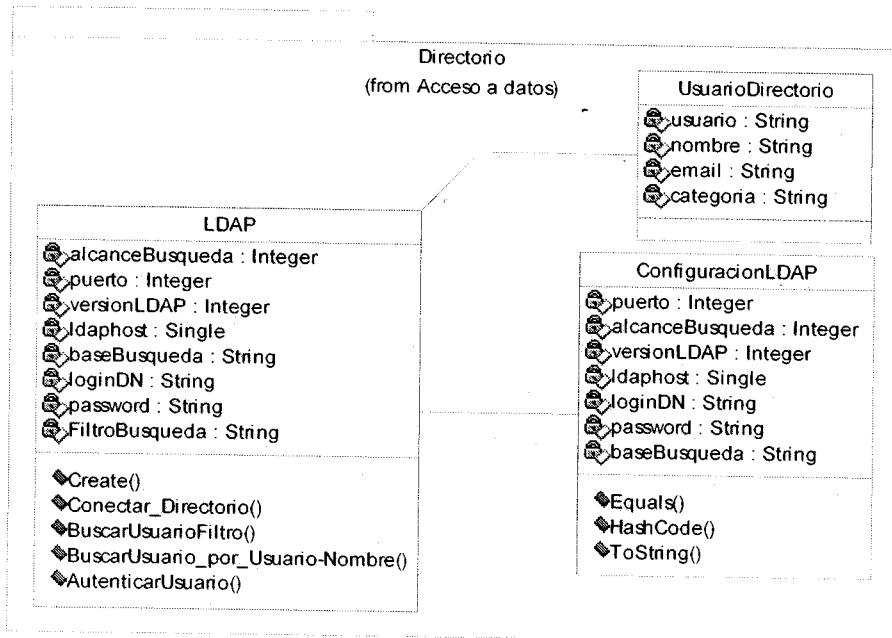 Directorio
(from Acceso a datos)
UsuarioDirectorio
usuario : String
nombre : String
email : String
categoria : String
LDAP
alcanceBusqueda : Integer
puerto : Integer
versionLDAP : Integer
ldaphost : Single
baseBusqueda : String
loginDN : String
password : String
FiltroBusqueda : String
Create()
Conectar_Directorio()
BuscarUsuarioFiltro()
BuscarUsuario_por_Usuario-Nombre()
AutenticarUsuario()
ConfiguracionLDAP
puerto : Integer
alcanceBusqueda : Integer
versionLDAP : Integer
ldaphost : Single
loginDN : String
password : String
baseBusqueda : String
Equals()
HashCode()
ToString()